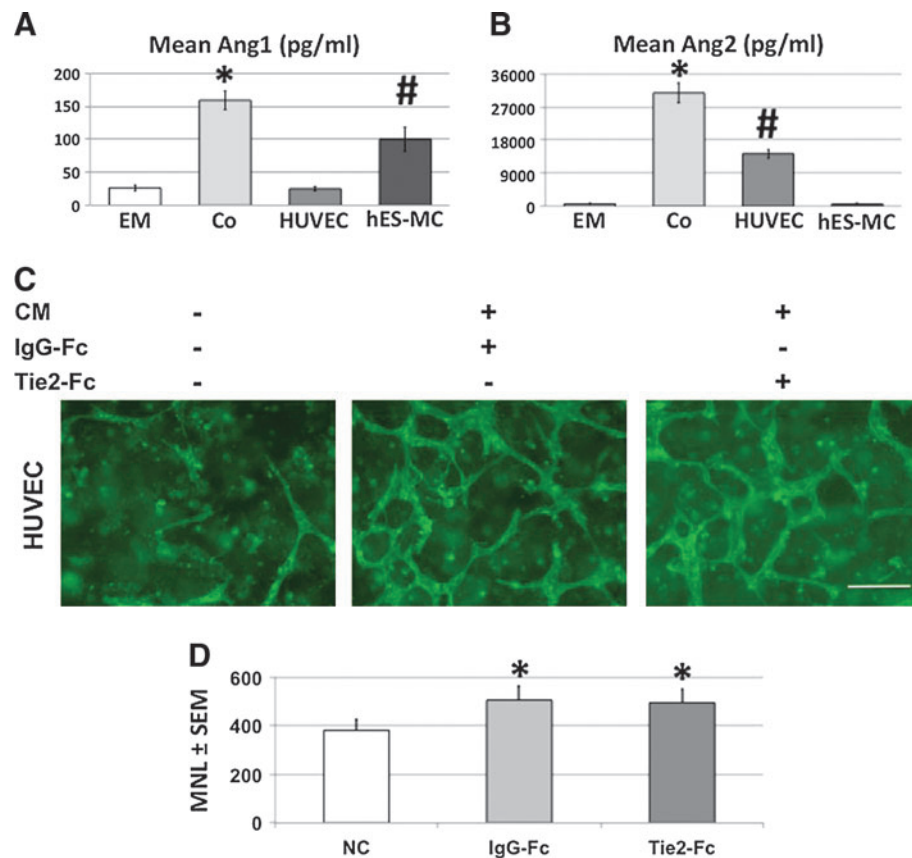 A
Mean Ang1 (pg/ml)
200
150
100
50
0
*
#
EM Co HUVEC hES-MC
B
Mean Ang2 (pg/ml)
36000
27000
18000
9000
0
*
#
EM Co HUVEC hES-MC
C
CM - + +
IgG-Fc - + -
Tie2-Fc - - +
HUVEC
D
MNL ± SEM
600
400
200
0
* *
NC IgG-Fc Tie2-Fc